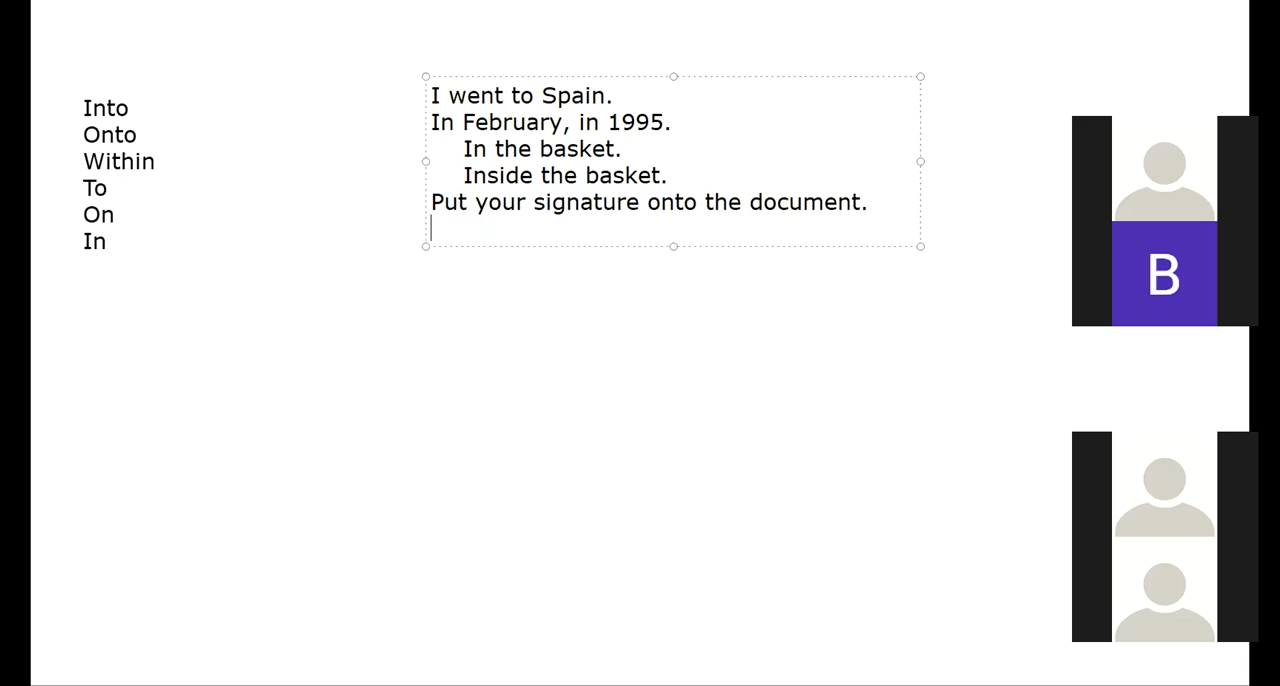 Into
Onto
Within
To
On
In
I went to Spain.
In February, in 1995.
In the basket.
Inside the basket.
Put your signature onto the document.
B